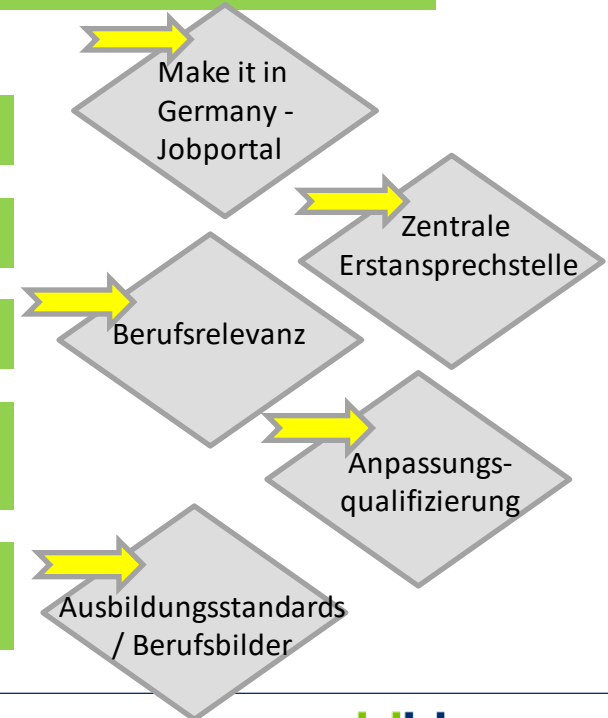 Make it in
Germany -
Jobportal
Zentrale
Erstansprechstelle
Berufsrelevanz
Anpassungs-
qualifizierung
Ausbildungsstandards
/ Berufsbilder